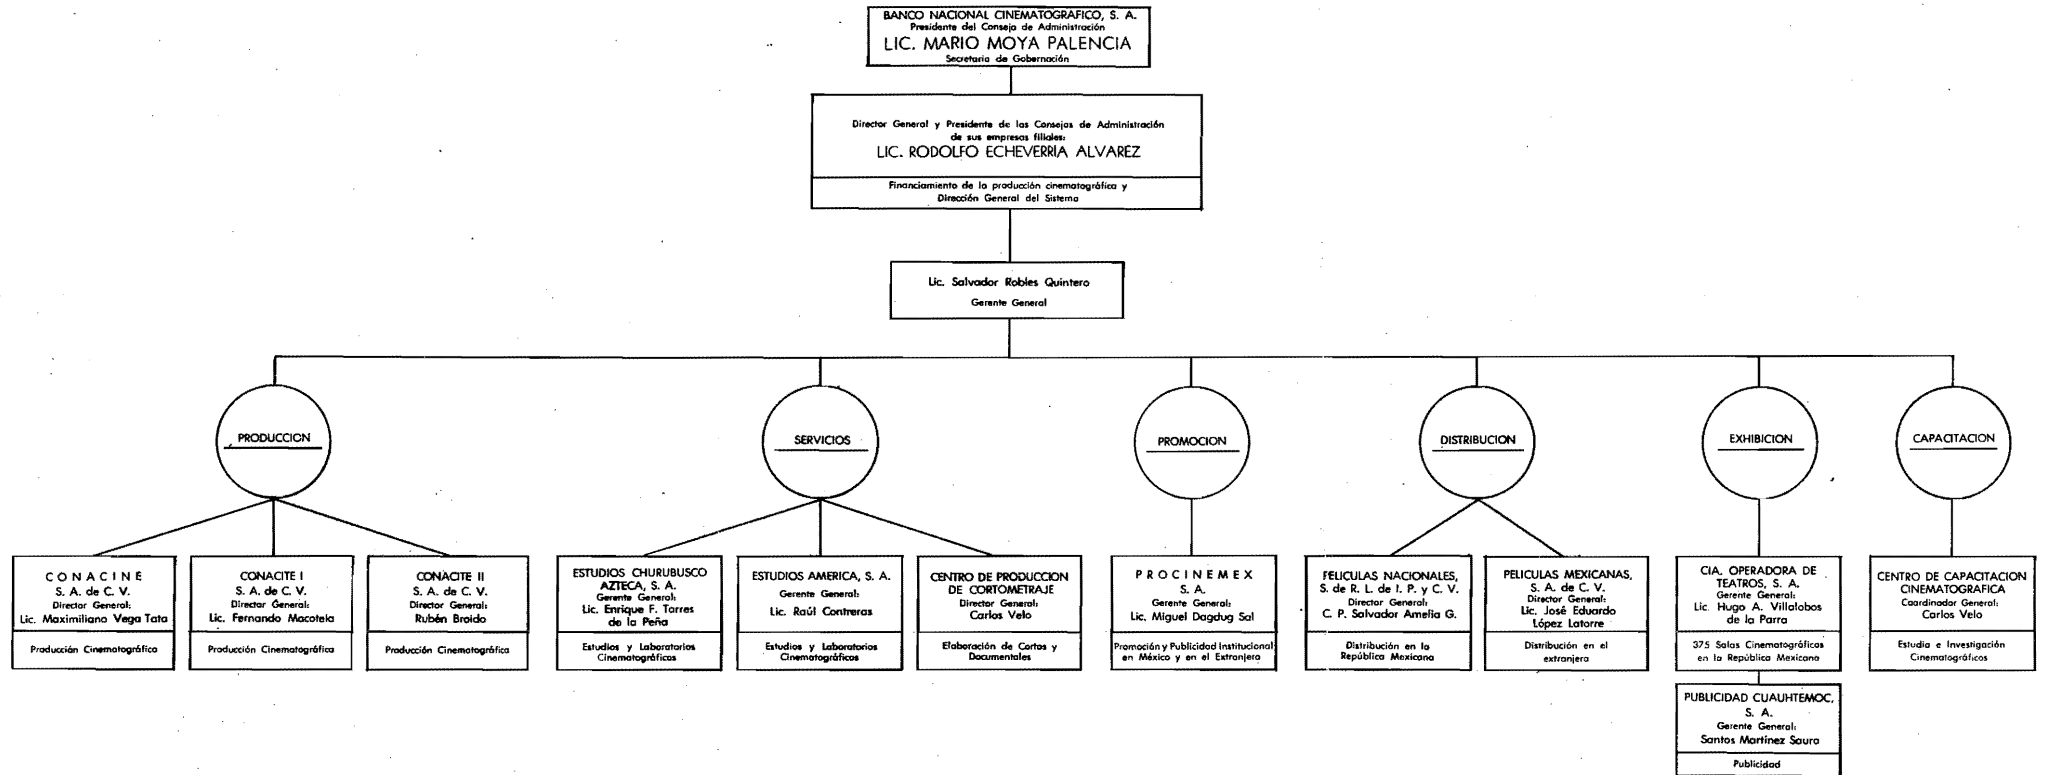 BANCO NACIONAL CINEMATOGRAFICO, S. A.
Presidente del Consejo de Administración
LIC. MARIO MOYA PALENCIA
Secretario de Gobernación
Director General y Presidente de los Consejos de Administración
de sus empresas filiales:
LIC. RODOLFO ECHEVERRIA ALVAREZ
Financiamiento de la producción cinematográfica y
Dirección General del Sistema
Lic. Salvador Robles Quintero
Gerente General
PRODUCCION
SERVICIOS
PROMOCION
DISTRIBUCION
EXHIBICION
CAPACITACION
CONACINE
S. A. de C. V.
Director General:
Lic. Maximiliano Vega Tato
Producción Cinematográfica
CONACITE I
S. A. de C. V.
Director General:
Lic. Fernando Macotela
Producción Cinematográfica
CONACITE II
S. A. de C. V.
Director General:
Rubén Broido
Producción Cinematográfica
ESTUDIOS CHURUBUSCO
AZTECA, S. A.
Gerente General:
Lic. Enrique F. Torres
de la Peña
Estudios y Laboratorios
Cinematográficos
ESTUDIOS AMERICA, S. A.
Gerente General:
Lic. Raúl Contreras
Estudios y Laboratorios
Cinematográficos
CENTRO DE PRODUCCION
DE CORTOMETRAJE
Director General:
Carlos Velo
Elaboración de Cortos y
Documentales
PROCINEMEX
S. A.
Gerente General:
Lic. Miguel Dagdug Sal
Promoción y Publicidad Institucional
en México y en el Extranjero
PELICULAS NACIONALES,
S. de R. L. de I. P. y C. V.
Director General:
C. P. Salvador Amelia G.
Distribución en la
República Mexicana
PELICULAS MEXICANAS,
S. A. de C. V.
Director General:
Lic. José Eduardo
López Latorre
Distribución en el
extranjero
CIA. OPERADORA DE
TEATROS, S. A.
Gerente General:
Lic. Hugo A. Villalobos
de la Parra
375 Salas Cinematográficas
en la República Mexicana
PUBLICIDAD CUAUHTEMOC,
S. A.
Gerente General:
Santos Martínez Saura
Publicidad
CENTRO DE CAPACITACION
CINEMATOGRAFICA
Coordinador General:
Carlos Velo
Estudio e Investigación
Cinematográficos